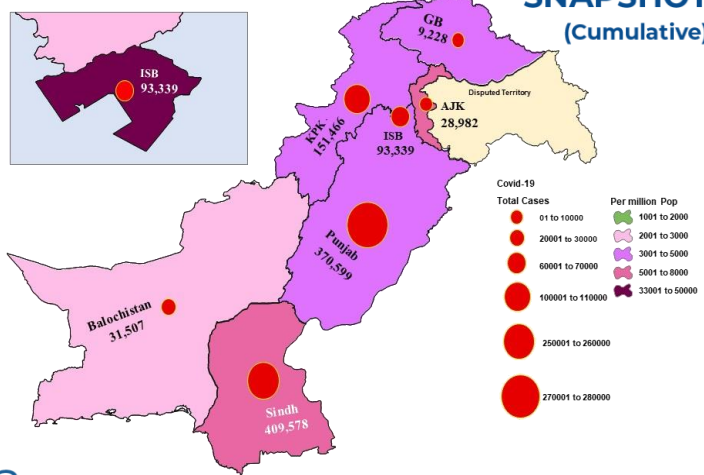 SNAPSHOT
(Cumulative)
ISB
93,339
GB
9,228
Disputed Territory
AJK
28,982
KPK
151,466
ISB
93,339
Punjab
370,599
Balochistan
31,507
Sindh
409,578
Covid-19
Total Cases
01 to 10000
20001 to 30000
60001 to 70000
100001 to 110000
250001 to 260000
270001 to 280000
Per million Pop
1001 to 2000
2001 to 3000
3001 to 5000
5001 to 8000
33001 to 50000